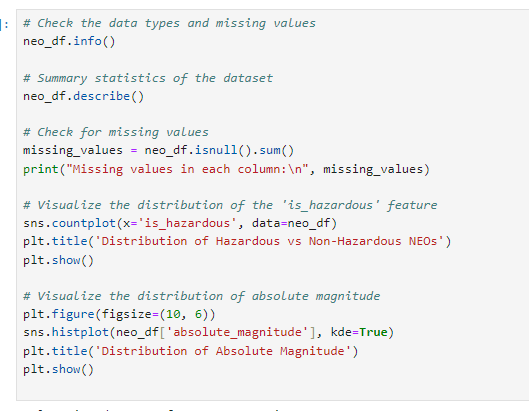 ]:
# Check the data types and missing values
neo_df.info()
# Summary statistics of the dataset
neo_df.describe()
# Check for missing values
missing_values = neo_df.isnull().sum()
print("Missing values in each column:\n", missing_values)
# Visualize the distribution of the 'is_hazardous' feature
sns.countplot(x='is_hazardous', data=neo_df)
plt.title('Distribution of Hazardous vs Non-Hazardous NEOs')
plt.show()
# Visualize the distribution of absolute magnitude
plt.figure(figsize=(10, 6))
sns.histplot(neo_df['absolute_magnitude'], kde=True)
plt.title('Distribution of Absolute Magnitude')
plt.show()